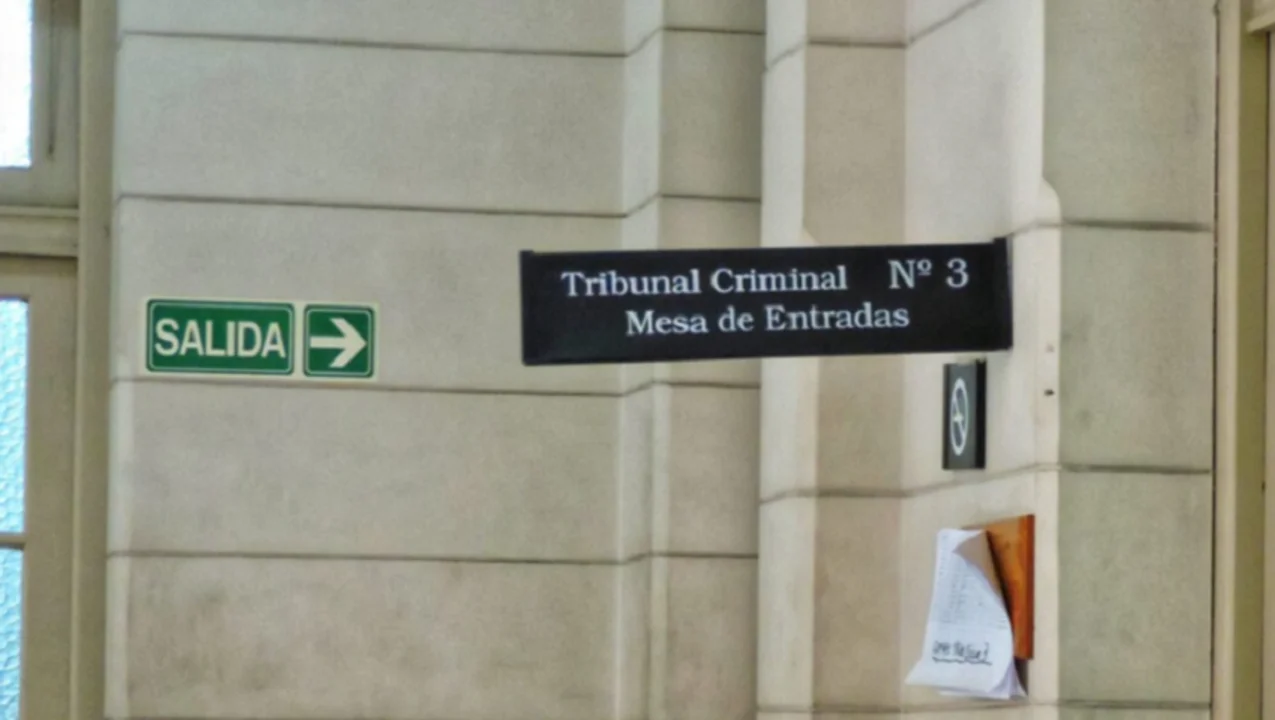 SALIDA
Tribunal Criminal Nº 3
Mesa de Entradas